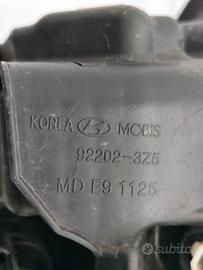 KOREA MOBIS
92202-3Z5
MD E9 1125
subito